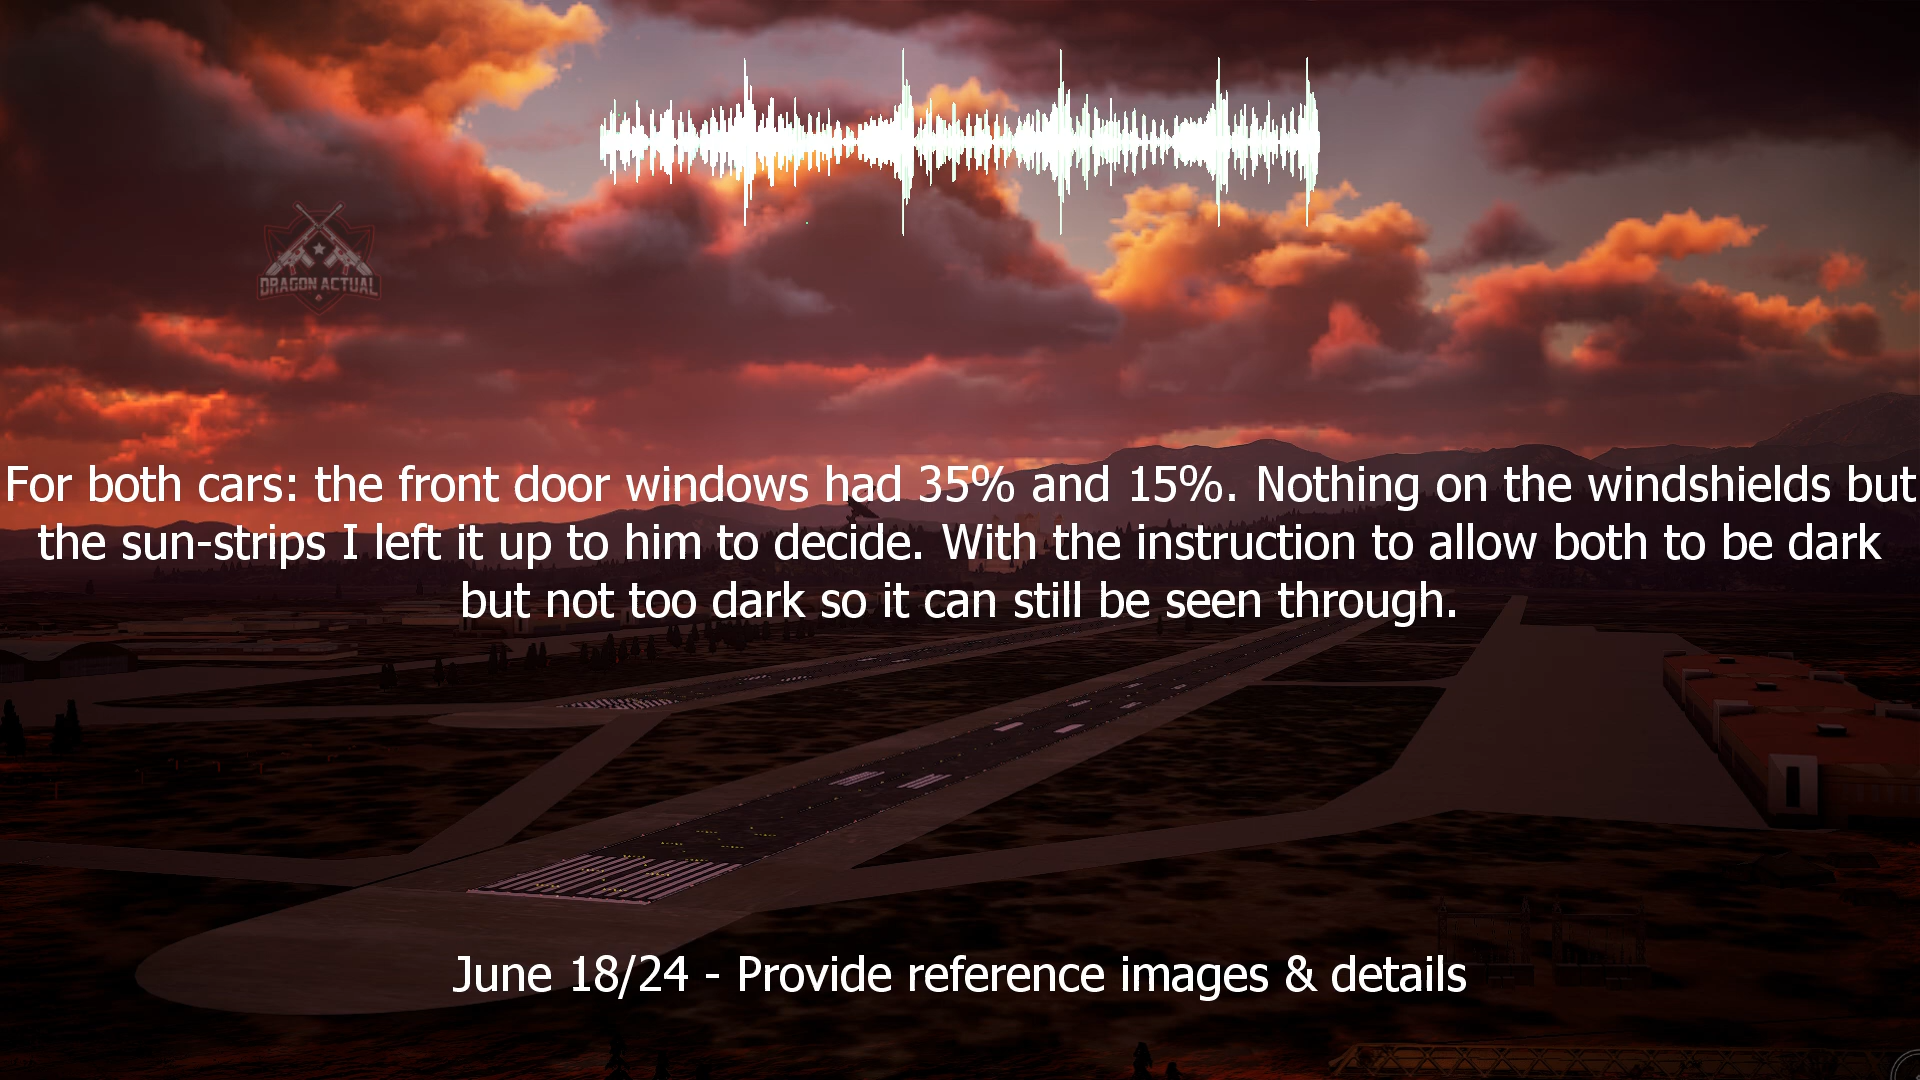 DRAGON ACTUAL
For both cars: the front door windows had 35% and 15%. Nothing on the windshields but
the sun-strips I left it up to him to decide. With the instruction to allow both to be dark
but not too dark so it can still be seen through.
June 18/24 - Provide reference images & details